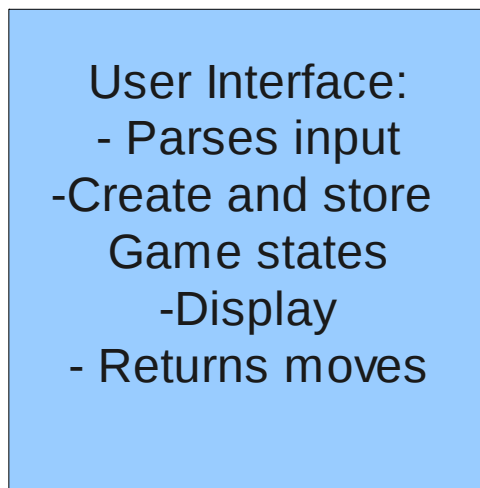 User Interface:
- Parses input
-Create and store
Game states
-Display
- Returns moves